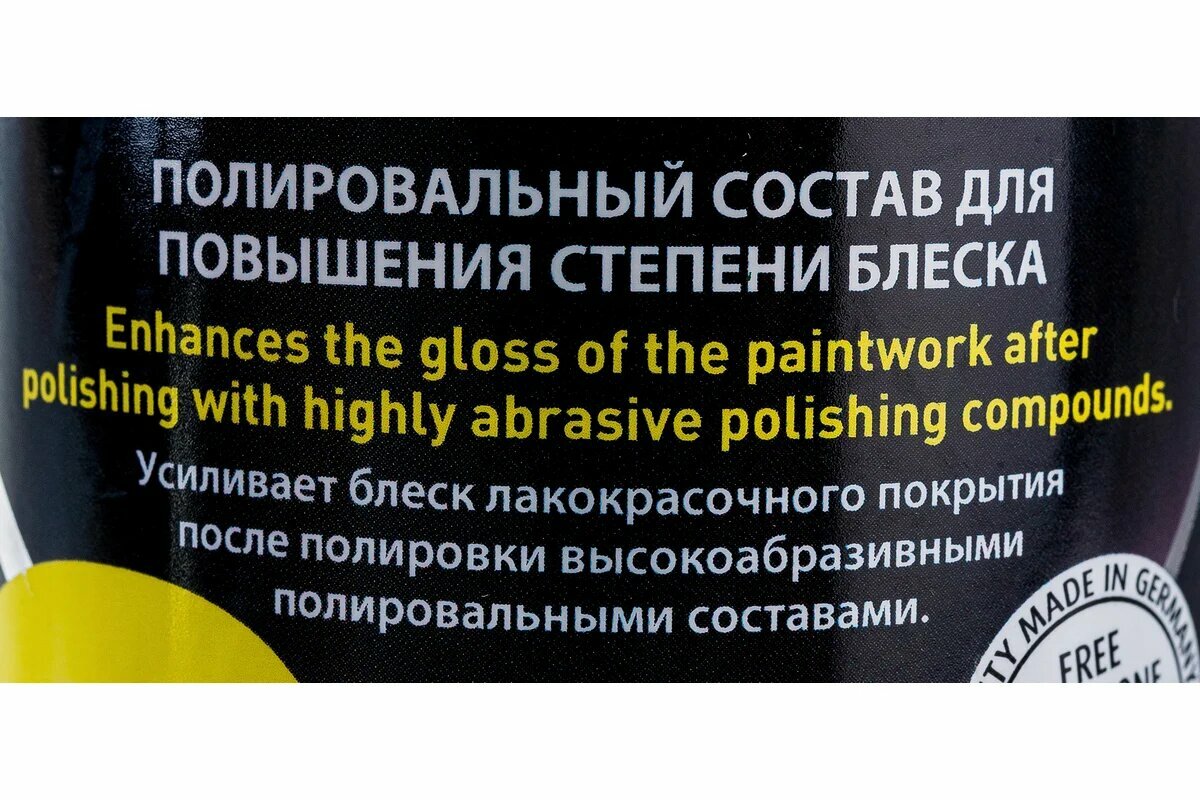 ПОЛИРОВАЛЬНЫЙ СОСТАВ ДЛЯ
ПОВЫШЕНИЯ СТЕПЕНИ БЛЕСКА
Enhances the gloss of the paintwork after
polishing with highly abrasive polishing compounds.
Усиливает блеск лакокрасочного покрытия
после полировки высокоабразивными
полировальными составами.
MADE IN GERMANY
FREE